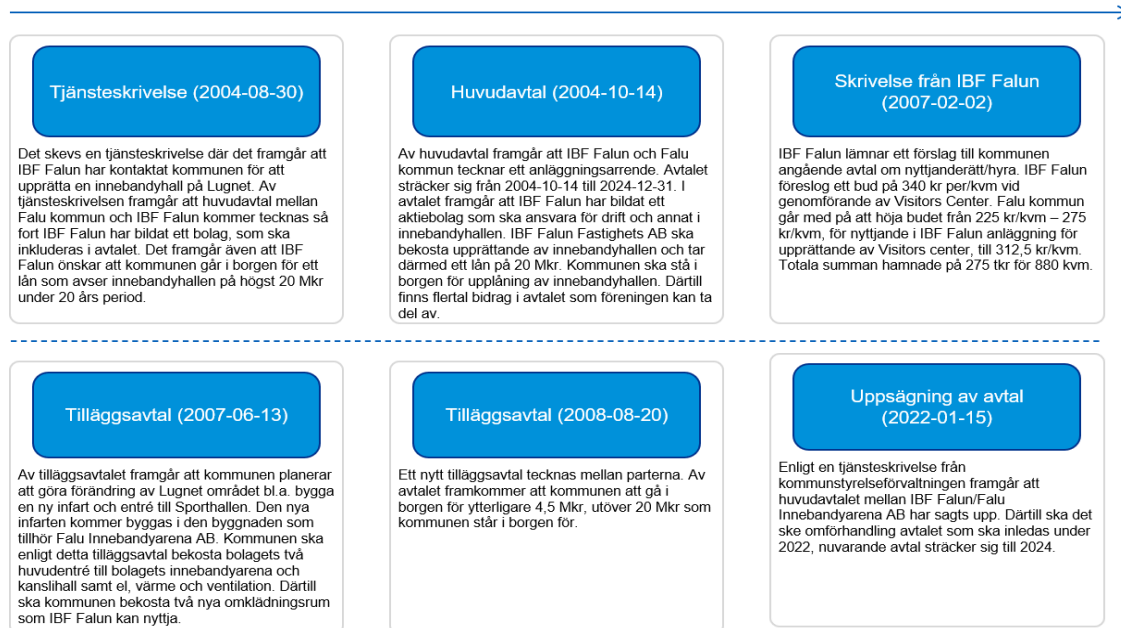 Tjänsteskrivelse (2004-08-30)
Det skevs en tjänsteskrivelse där det framgår att
IBF Falun har kontaktat kommunen för att
upprätta en innebandyhall på Lugnet. Av
tjänsteskrivelsen framgår att huvudavtal mellan
Falu kommun och IBF Falun kommer tecknas så
fort IBF Falun har bildat ett bolag, som ska
inkluderas i avtalet. Det framgår även att IBF
Falun önskar att kommunen går i borgen för ett
lån som avser innebandyhallen på högst 20 Mkr
under 20 års period.
Huvudavtal (2004-10-14)
Av huvudavtal framgår att IBF Falun och Falu
kommun tecknar ett anläggningsarrende. Avtalet
sträcker sig från 2004-10-14 till 2024-12-31. I
avtalet framgår att IBF Falun har bildat ett
aktiebolag som ska ansvara för drift och annat i
innebandyhallen. IBF Falun Fastighets AB ska
bekosta upprättande av innebandyhallen och tar
därmed ett lån på 20 Mkr. Kommunen ska stå i
borgen för upplåning av innebandyhallen. Därtill
finns flertal bidrag i avtalet som föreningen kan ta
del av.
Skrivelse från IBF Falun
(2007-02-02)
IBF Falun lämnar ett förslag till kommunen
angående avtal om nyttjanderätt/hyra. IBF Falun
föreslog ett bud på 340 kr per/kvm vid
genomförande av Visitors Center. Falu kommun
går med på att höja budet från 225 kr/kvm – 275
kr/kvm, för nyttjande i IBF Falun anläggning för
upprättande av Visitors center, till 312,5 kr/kvm.
Totala summan hamnade på 275 tkr för 880 kvm.
Tilläggsavtal (2007-06-13)
Av tilläggsavtalet framgår att kommunen planerar
att göra förändring av Lugnet området bl.a. bygga
en ny infart och entré till Sporthallen. Den nya
infarten kommer byggas i den byggnaden som
tillhör Falu Innebandyarena AB. Kommunen ska
enligt detta tilläggsavtal bekosta bolagets två
huvudentré till bolagets innebandyarena och
kanslihall samt el, värme och ventilation. Därtill
ska kommunen bekosta två nya omklädningsrum
som IBF Falun kan nyttja.
Tilläggsavtal (2008-08-20)
Ett nytt tilläggsavtal tecknas mellan parterna. Av
avtalet framkommer att kommunen att gå i
borgen för ytterligare 4,5 Mkr, utöver 20 Mkr som
kommunen står i borgen för.
Uppsägning av avtal
(2022-01-15)
Enligt en tjänsteskrivelse från
kommunstyrelseförvaltningen framgår att
huvudavtalet mellan IBF Falun/Falu
Innebandyarena AB har sagts upp. Därtill ska det
ske omförhandling avtalet som ska inledas under
2022, nuvarande avtal sträcker sig till 2024.